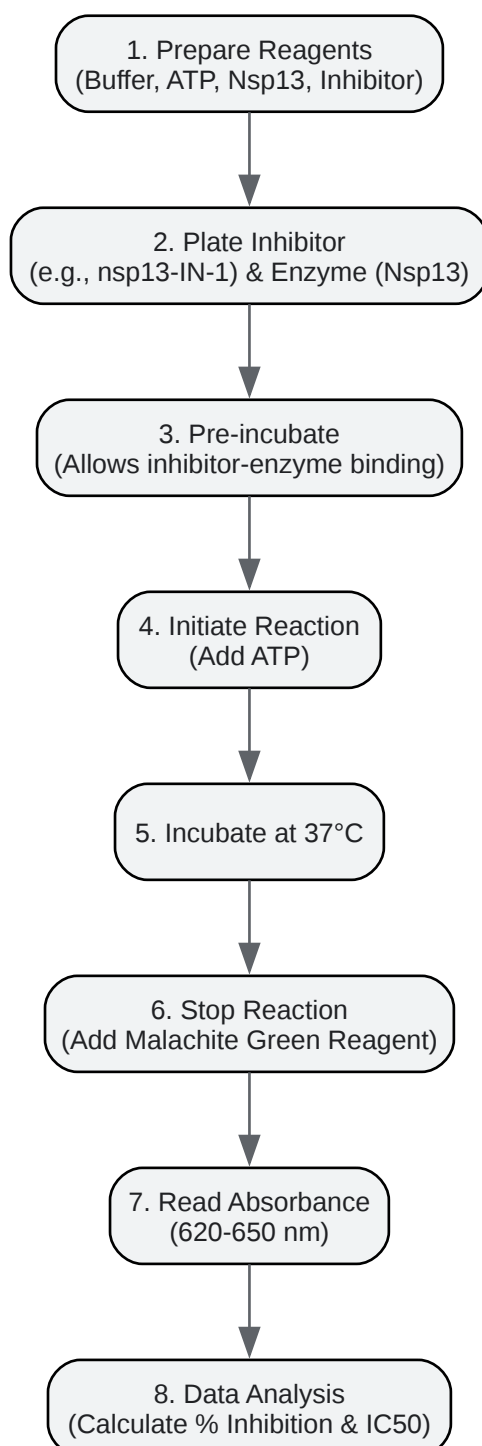 1. Prepare Reagents
(Buffer, ATP, Nsp13, Inhibitor)
2. Plate Inhibitor
(e.g., nsp13-IN-1) & Enzyme (Nsp13)
3. Pre-incubate
(Allows inhibitor-enzyme binding)
4. Initiate Reaction
(Add ATP)
5. Incubate at 37°C
6. Stop Reaction
(Add Malachite Green Reagent)
7. Read Absorbance
(620-650 nm)
8. Data Analysis
(Calculate % Inhibition & IC50)